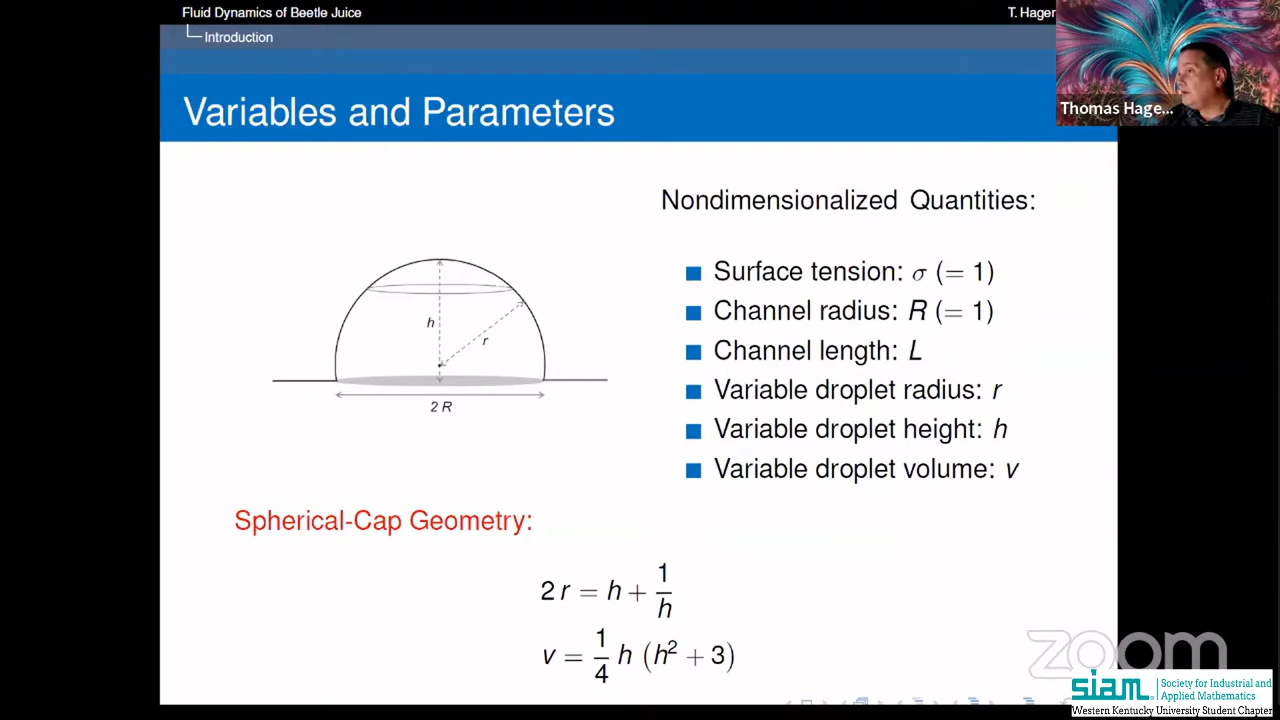 Fluid Dynamics of Beetle Juice
T. Hager
Introduction
Thomas Hage...
Variables and Parameters
Nondimensionalized Quantities:
Surface tension: σ (= 1)
Channel radius: R (= 1)
Channel length: L
Variable droplet radius: r
Variable droplet height: h
Variable droplet volume: v
h
r
2 R
Spherical-Cap Geometry:
2 r = h + 1/h
v = 1/4 h (h² + 3)
zoom
siam. Society for Industrial and
Applied Mathematics
Western Kentucky University Student Chapter